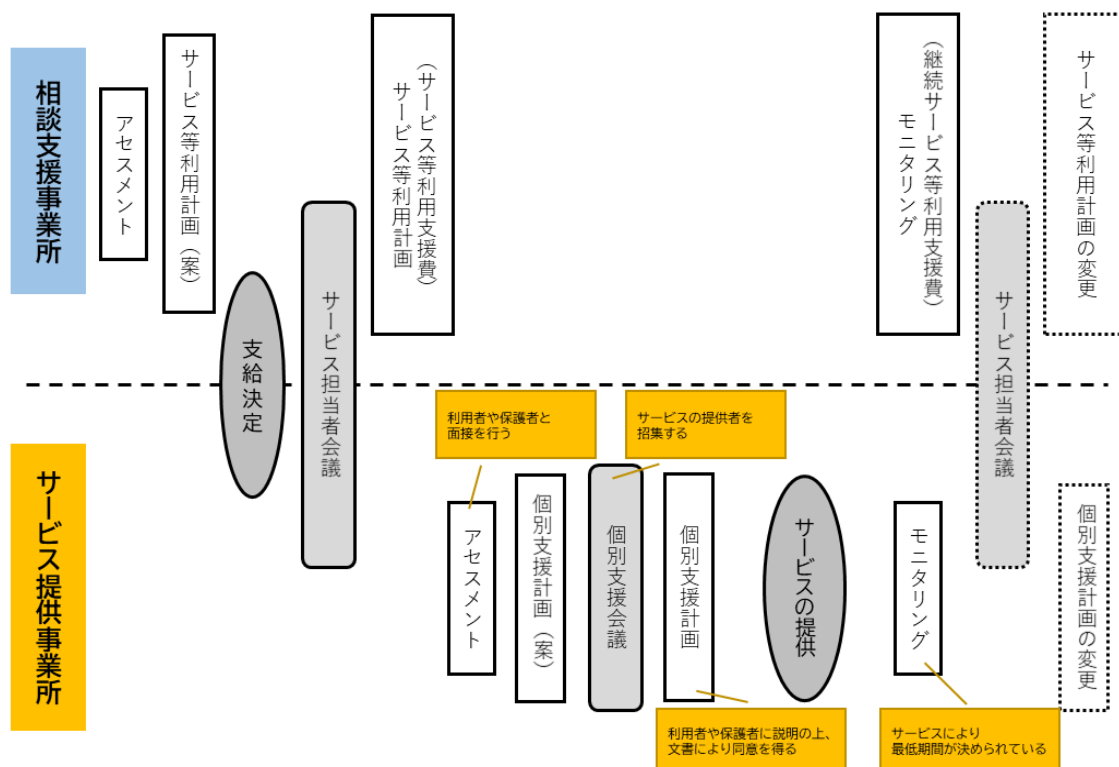 相談支援事業所
アセスメント
サービス等利用計画（案）
支給決定
サービス担当者会議
（サービス等利用支援費）
サービス等利用計画
（継続サービス等利用支援費）
モニタリング
サービス担当者会議
サービス等利用計画の変更
サービス提供事業所
利用者や保護者と
面接を行う
アセスメント
個別支援計画（案）
サービスの提供者を
招集する
個別支援会議
個別支援計画
利用者や保護者に説明の上、
文書により同意を得る
サービスの提供
モニタリング
サービスにより
最低期間が決められている
個別支援計画の変更